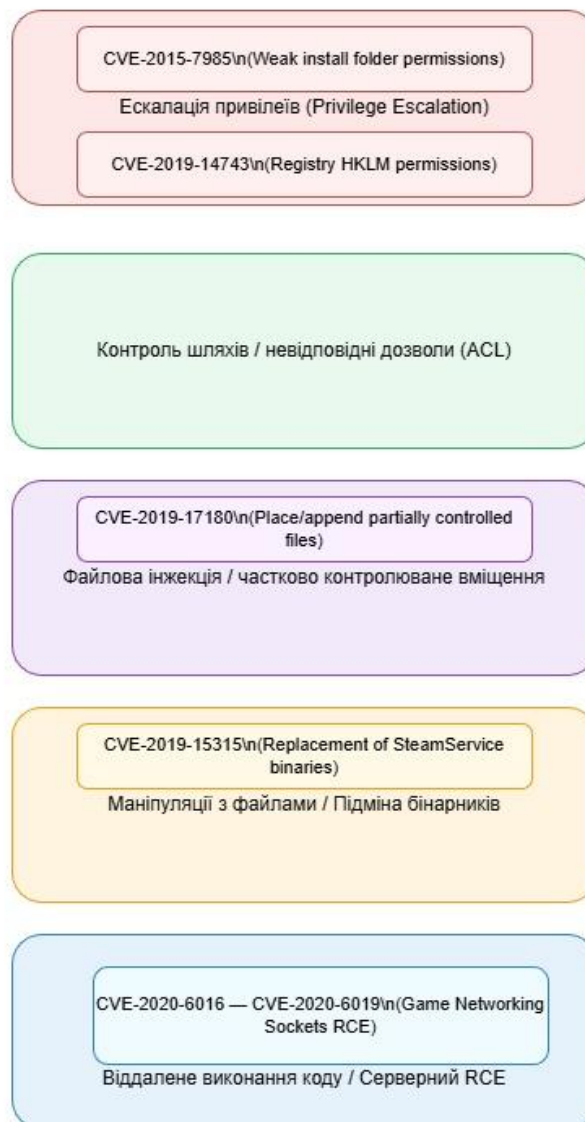 CVE-2015-7985\n(Weak install folder permissions)
Ескалація привілеїв (Privilege Escalation)
CVE-2019-14743\n(Registry HKLM permissions)
Контроль шляхів / невідповідні дозволи (ACL)
CVE-2019-17180\n(Place/append partially controlled
files)
Файлова інжекція / частково контрольоване вміщення
CVE-2019-15315\n(Replacement of SteamService
binaries)
Маніпуляції з файлами / Підміна бінарників
CVE-2020-6016 — CVE-2020-6019\n(Game Networking
Sockets RCE)
Віддалене виконання коду / Серверний RCE